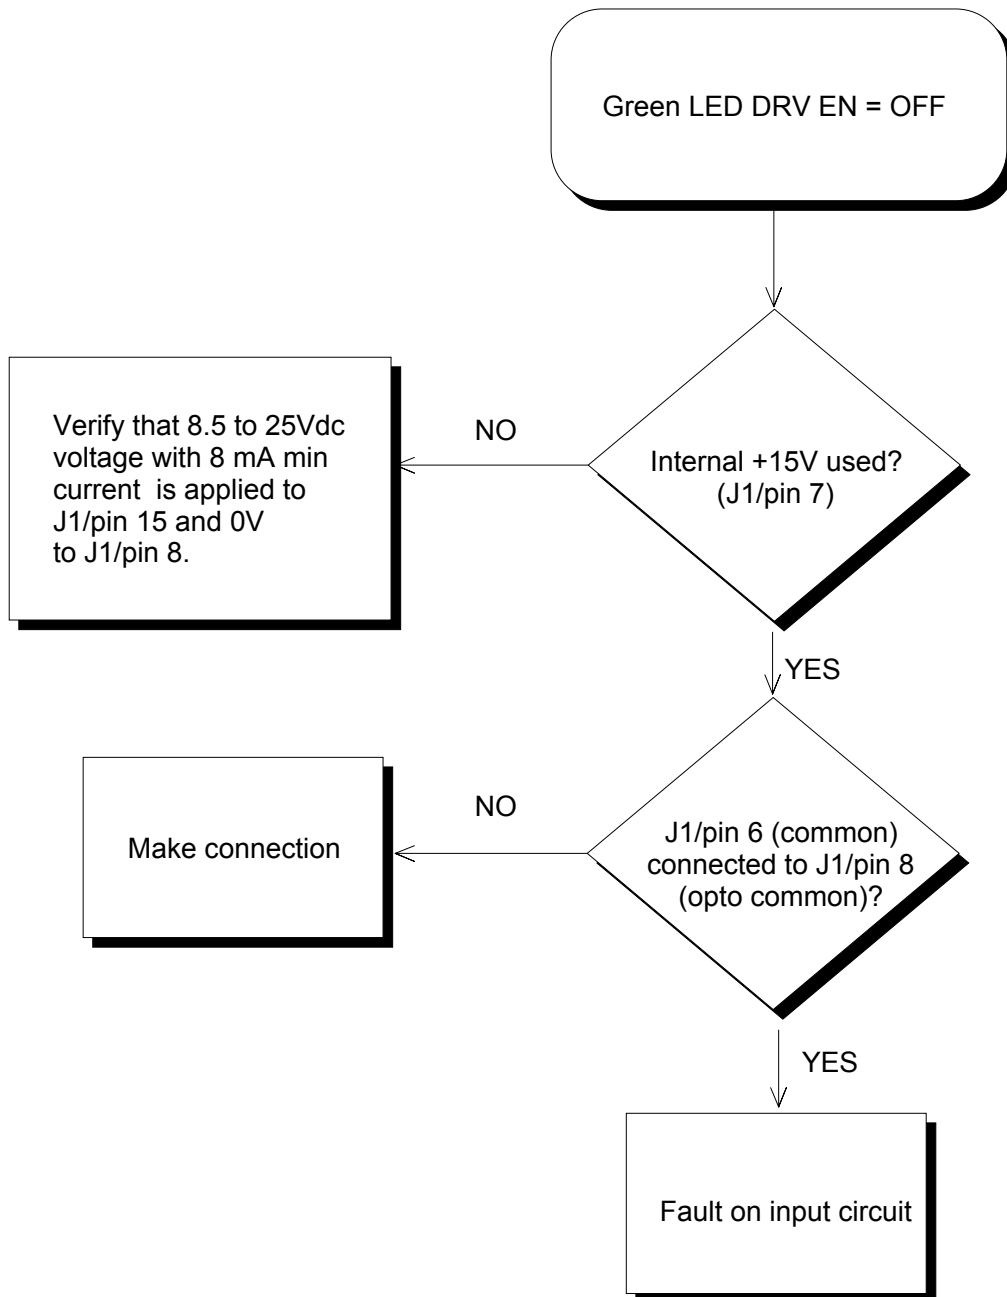 Green LED DRV EN = OFF
Internal +15V used?
(J1/pin 7)
NO
Verify that 8.5 to 25Vdc
voltage with 8 mA min
current is applied to
J1/pin 15 and 0V
to J1/pin 8.
YES
J1/pin 6 (common)
connected to J1/pin 8
(opto common)?
NO
Make connection
YES
Fault on input circuit